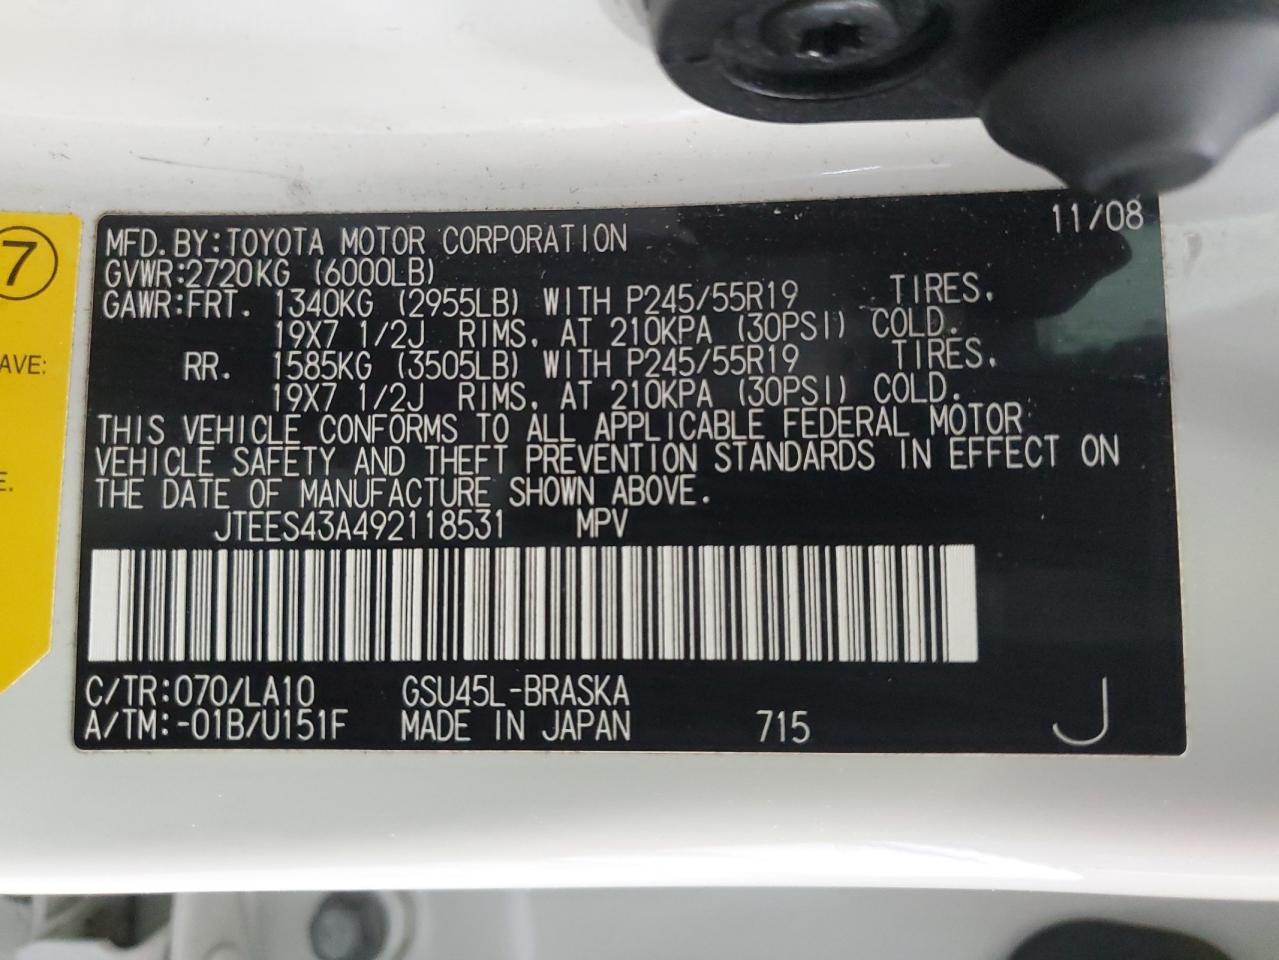 11/08
MFD.BY:TOYOTA MOTOR CORPORATION
GVWR:2720KG (6000LB)
GAWR:FRT. 1340KG (2955LB) WITH P245/55R19 TIRES,
19X7 1/2J RIMS, AT 210KPA (30PSI) COLD.
RR. 1585KG (3505LB) WITH P245/55R19 TIRES,
19X7 1/2J RIMS, AT 210KPA (30PSI) COLD.
THIS VEHICLE CONFORMS TO ALL APPLICABLE FEDERAL MOTOR
VEHICLE SAFETY AND THEFT PREVENTION STANDARDS IN EFFECT ON
THE DATE OF MANUFACTURE SHOWN ABOVE.
JTEES43A492118531 MPV
C/TR:070/LA10 GSU45L-BRASKA
A/TM:-01B/U151F MADE IN JAPAN 715 J
7
AVE:
E.